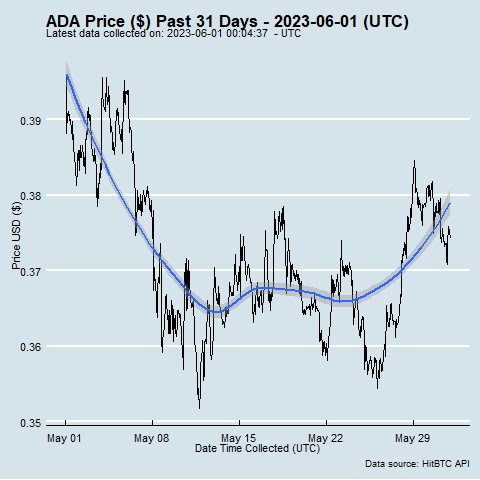 ADA Price ($) Past 31 Days - 2023-06-01 (UTC)
Latest data collected on: 2023-06-01 00:04:37 - UTC
Price USD ($)
0.39
0.38
0.37
0.36
0.35
May 01
May 08
May 15
May 22
May 29
Date Time Collected (UTC)
Data source: HitBTC API